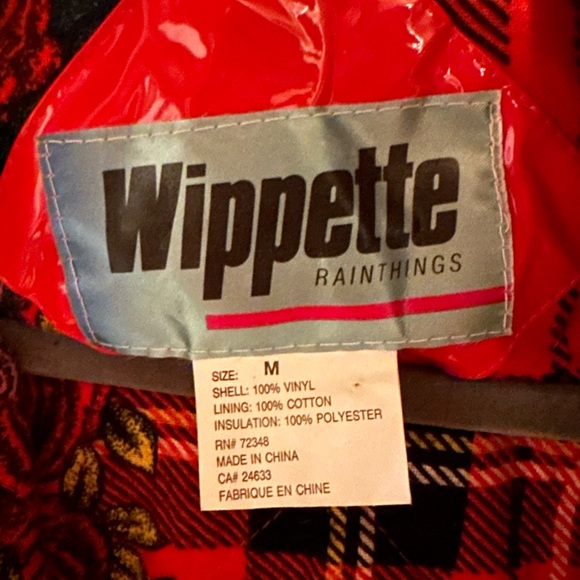 Wippette
RAINTHINGS
SIZE: M
SHELL: 100% VINYL
LINING: 100% COTTON
INSULATION: 100% POLYESTER
RN# 72348
MADE IN CHINA
CA# 24633
FABRIQUE EN CHINE